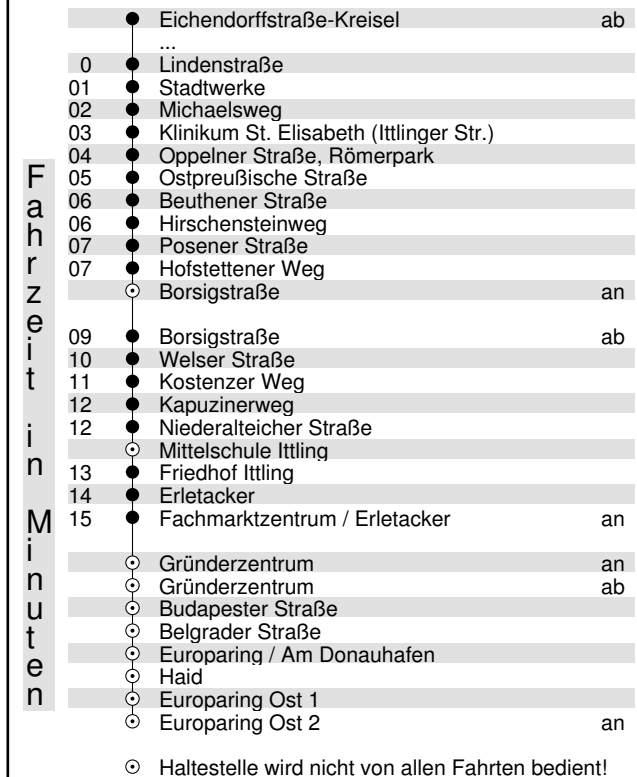 Eichendorffstraße-Kreisel ab
...
0 Lindenstraße
01 Stadtwerke
02 Michaelsweg
03 Klinikum St. Elisabeth (Ittlinger Str.)
04 Oppelner Straße, Römerpark
05 Ostpreußische Straße
06 Beuthener Straße
06 Hirschensteinweg
07 Posener Straße
07 Hofstettener Weg
Borsigstraße an
09 Borsigstraße ab
10 Welser Straße
11 Kostenzer Weg
12 Kapuzinerweg
12 Niederalteicher Straße
Mittelschule Ittling
13 Friedhof Ittling
14 Erletacker
15 Fachmarktzentrum / Erletacker an
Gründerzentrum an
Gründerzentrum ab
Budapester Straße
Belgrader Straße
Europaring / Am Donauhafen
Haid
Europaring Ost 1
Europaring Ost 2 an
Haltestelle wird nicht von allen Fahrten bedient!
Fahrzeit in Minuten